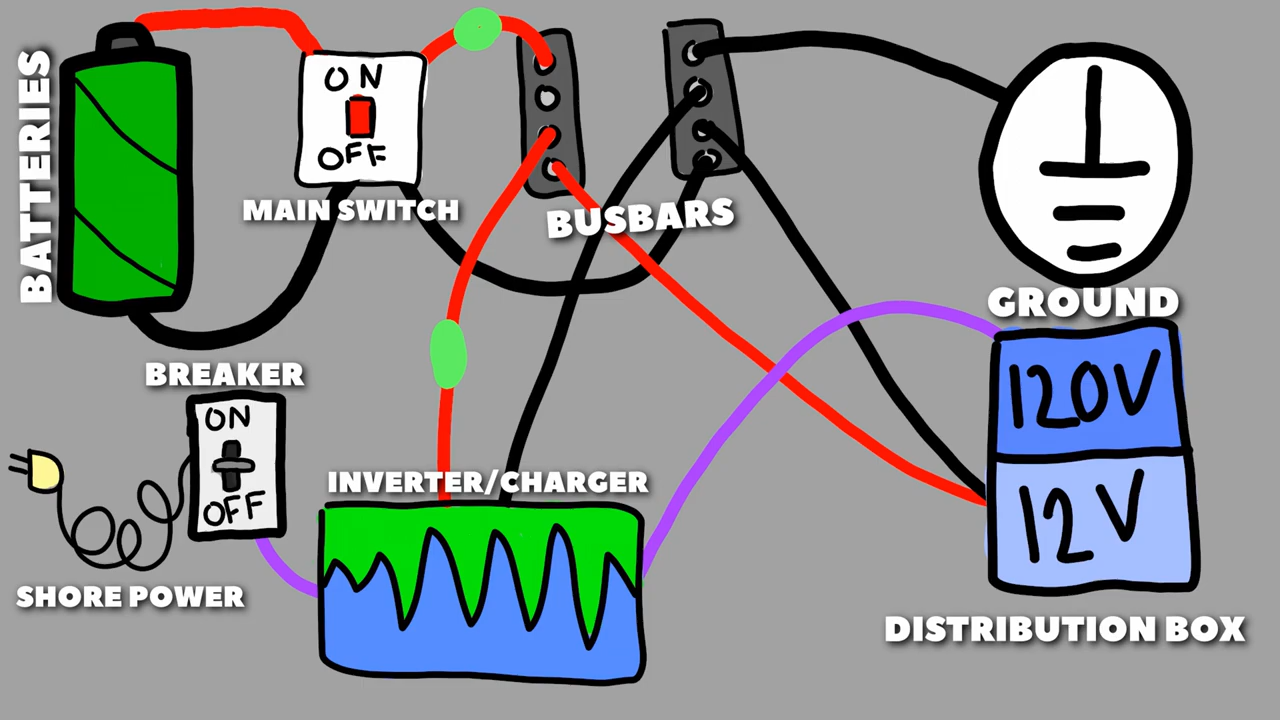 BATTERIES
ON
OFF
MAIN SWITCH
BUSBARS
GROUND
BREAKER
ON
OFF
SHORE POWER
INVERTER/CHARGER
120V
12V
DISTRIBUTION BOX